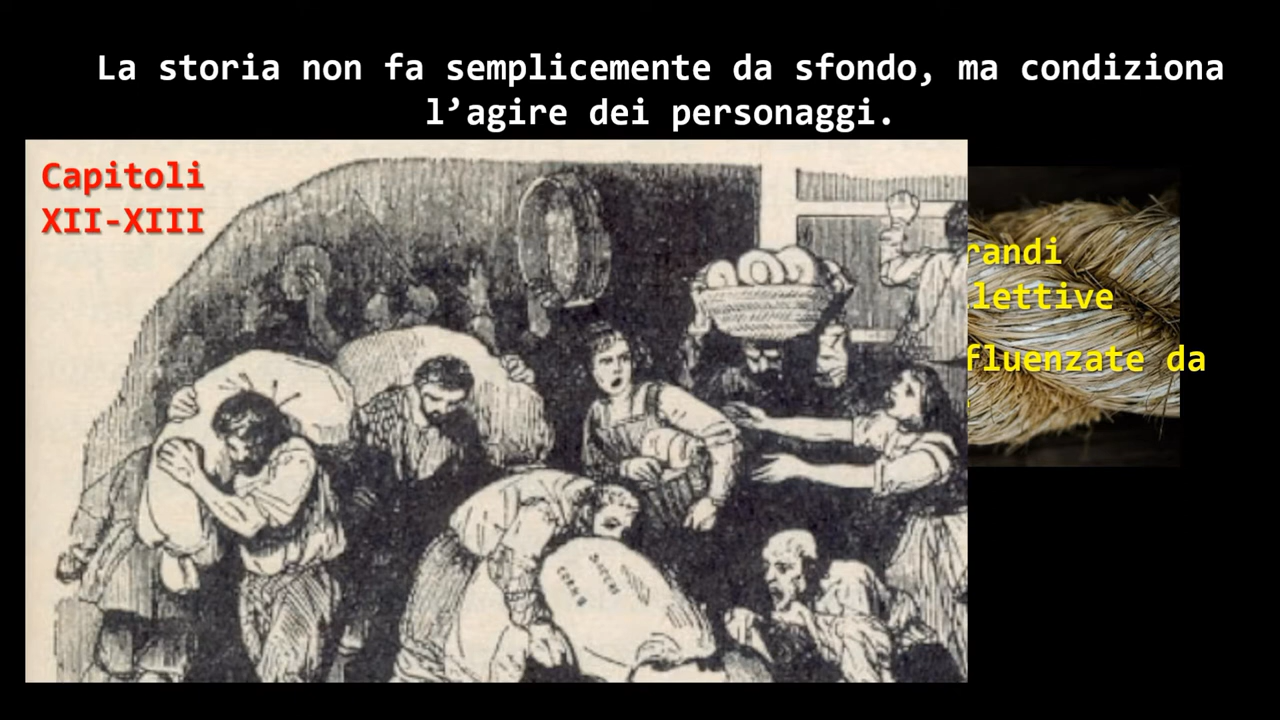 La storia non fa semplicemente da sfondo, ma condiziona
l’agire dei personaggi.
Capitoli
XII-XIII
randi
lettive
fluenzate da